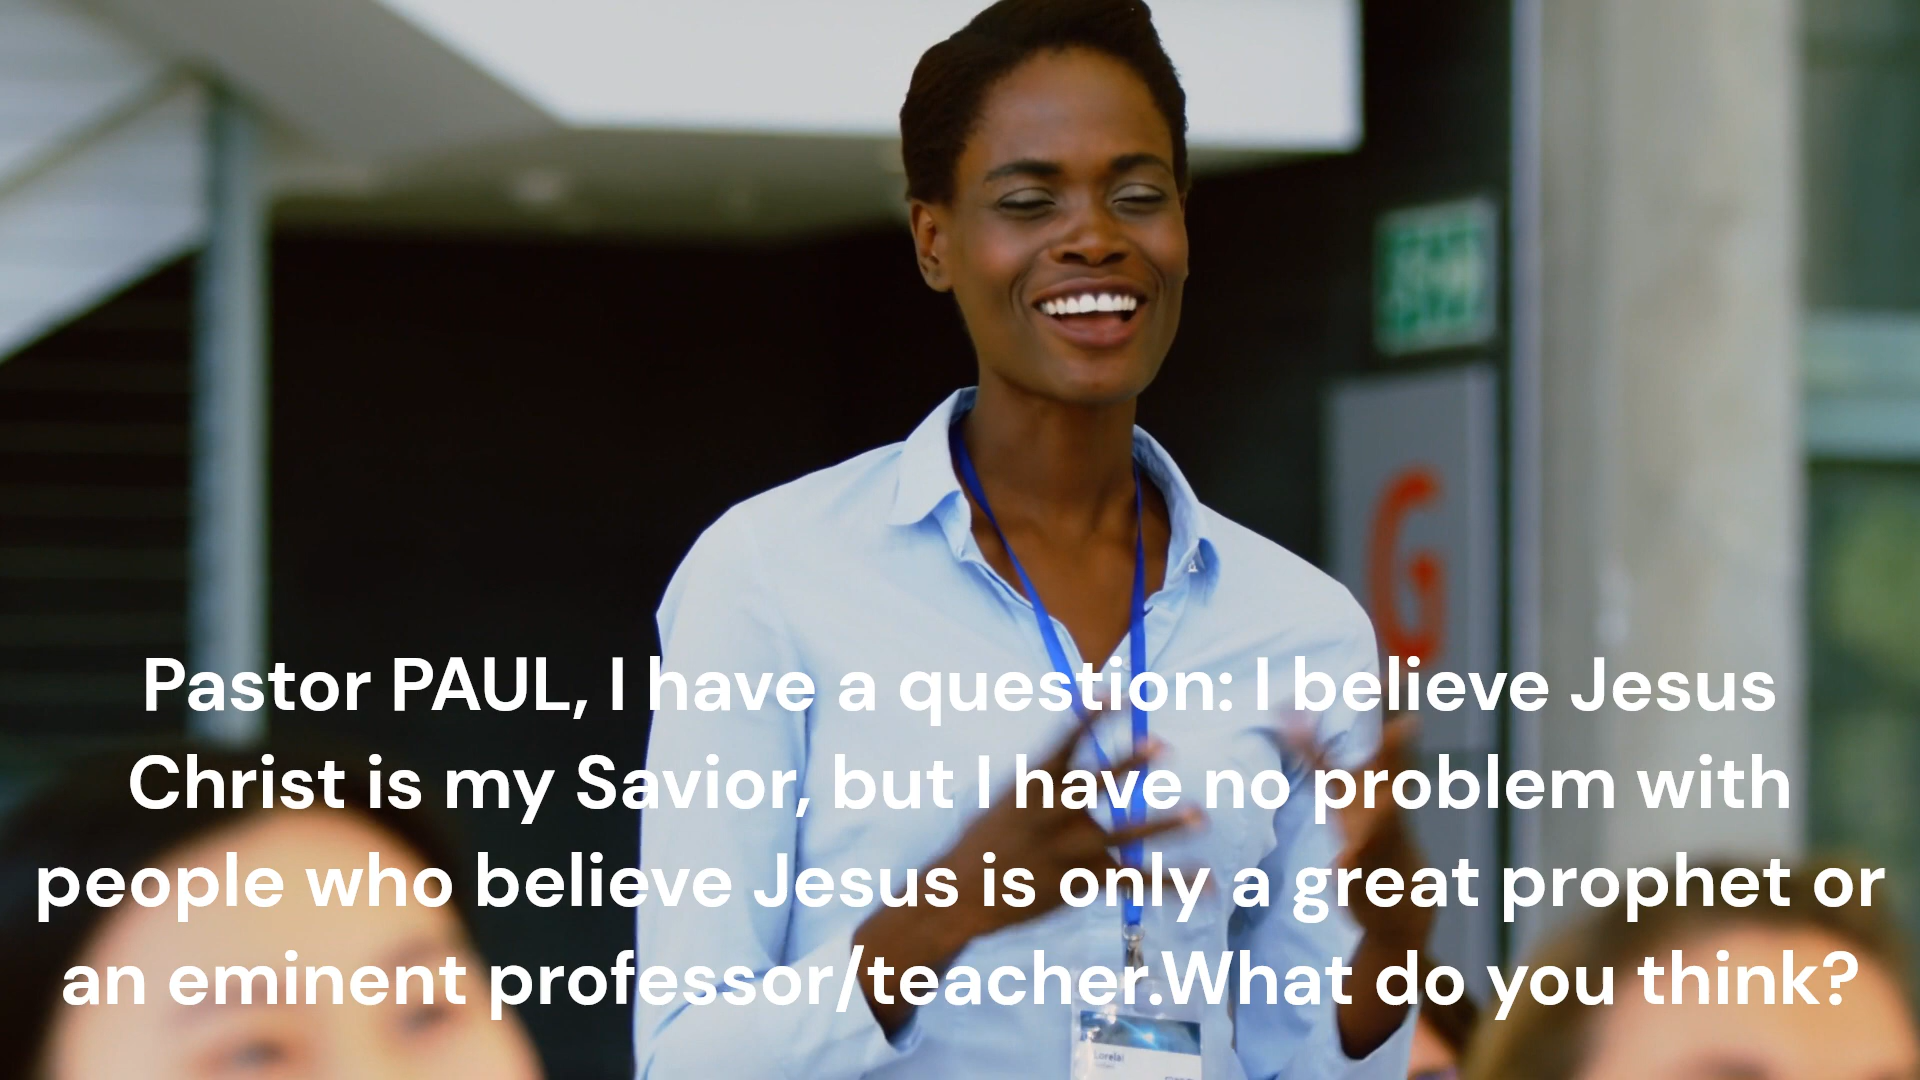 G
Pastor PAUL, I have a question: I believe Jesus
Christ is my Savior, but I have no problem with
people who believe Jesus is only a great prophet or
an eminent professor/teacher.What do you think?
Lorelai